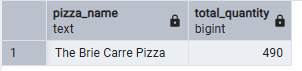 pizza_name total_quantity
text bigint
1 The Brie Carre Pizza 490